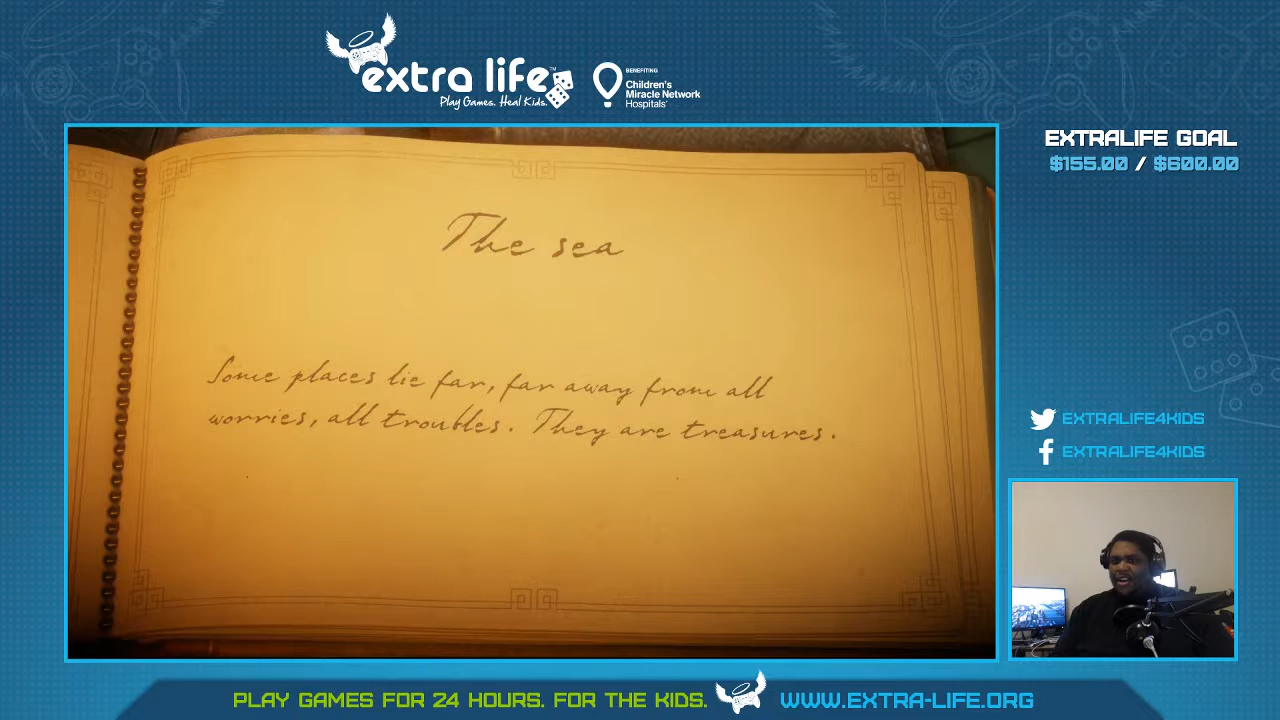 extra life™
Play Games. Heal Kids.
BENEFITING
Children's
Miracle Network
Hospitals®
EXTRALIFE GOAL
$155.00 / $600.00
The sea
Some places lie far, far away from all
worries, all troubles. They are treasures.
EXTRALIFE4KIDS
EXTRALIFE4KIDS
PLAY GAMES FOR 24 HOURS. FOR THE KIDS.
WWW.EXTRA-LIFE.ORG